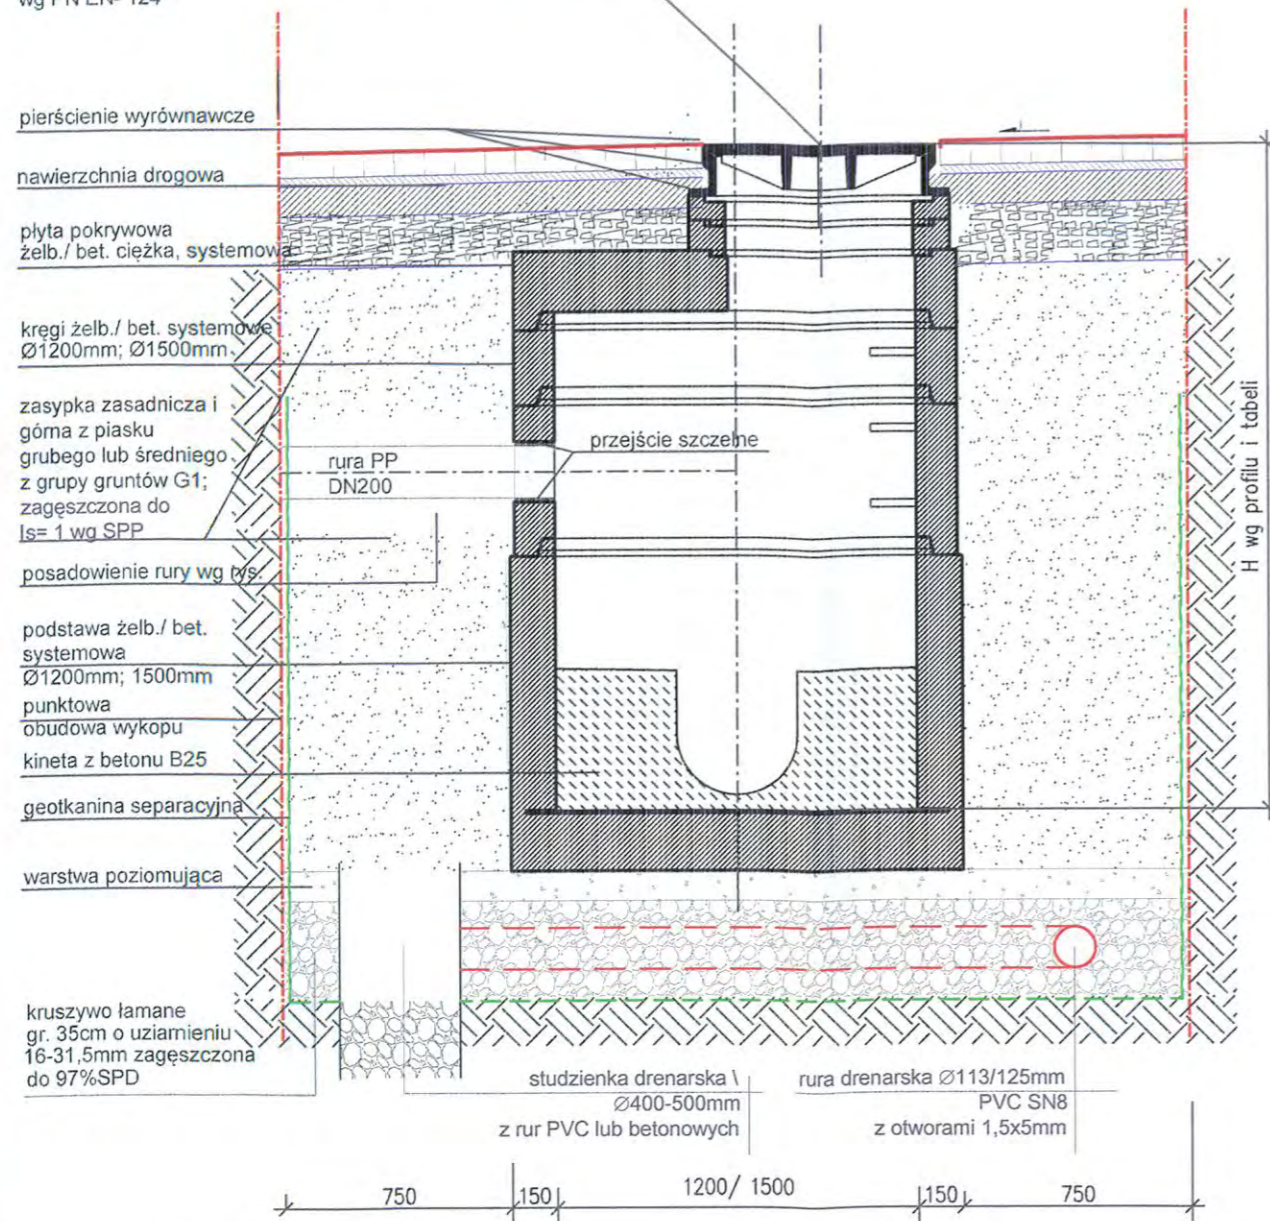 wg PN EN- 124
pierścienie wyrównawcze
nawierzchnia drogowa
płyta pokrywowa
żelb./ bet. ciężka, systemowa
kręgi żelb./ bet. systemowe
Ø1200mm; Ø1500mm
zasypka zasadnicza i
góma z piasku
grubego lub średniego
z grupy gruntów G1;
zagęszczona do
Is= 1 wg SPP
przejście szczelne
rura PP
DN200
posadowienie rury wg rys.
podstawa żelb./ bet.
systemowa
Ø1200mm; 1500mm
punktowa
obudowa wykopu
kineta z betonu B25
geotkanina separacyjna
warstwa poziomująca
kruszywo łamane
gr. 35cm o uziarnieniu
16-31,5mm zagęszczona
do 97%SPD
studzienka drenarska \
Ø400-500mm
z rur PVC lub betonowych
rura drenarska Ø113/125mm
PVC SN8
z otworami 1,5x5mm
H wg profilu i tabeli
750
150
1200/ 1500
150
750